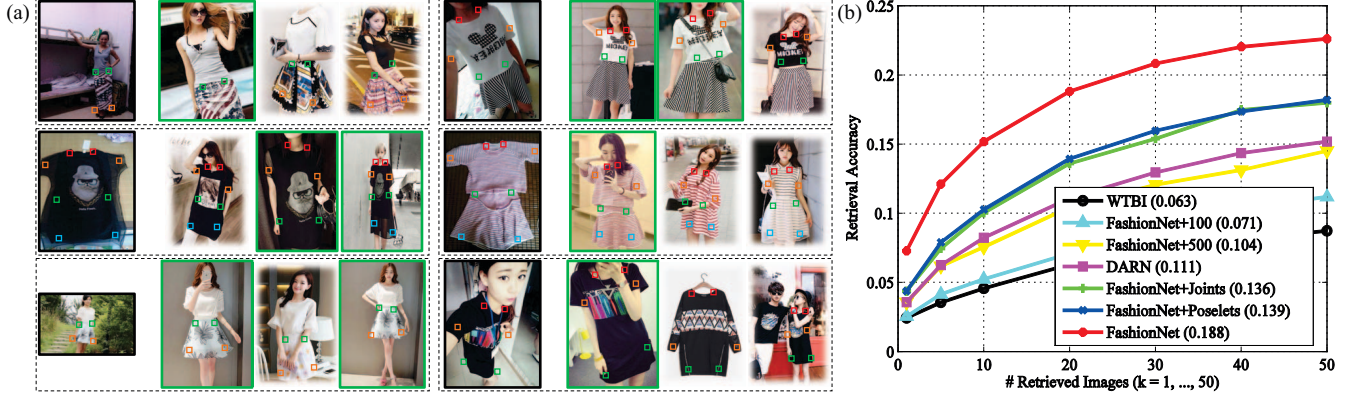 (a)
(b)
0.25
0.2
0.15
0.1
0.05
0
Retrieval Accuracy
WTBI (0.063)
FashionNet+100 (0.071)
FashionNet+500 (0.104)
DARN (0.111)
FashionNet+Joints (0.136)
FashionNet+Poselets (0.139)
FashionNet (0.188)
0 10 20 30 40 50
# Retrieved Images (k = 1, ..., 50)